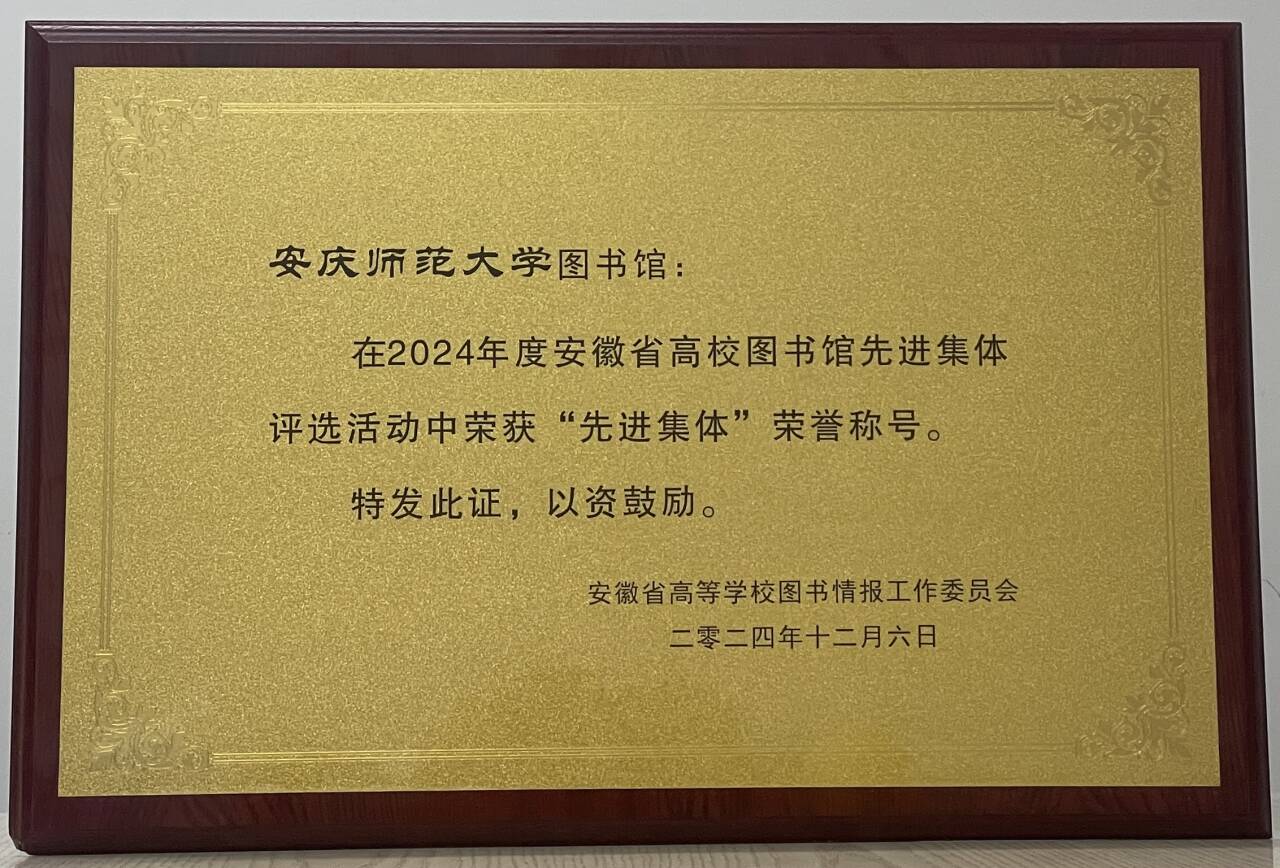 安庆师范大学图书馆：
在2024年度安徽省高校图书馆先进集体
评选活动中荣获“先进集体”荣誉称号。
特发此证，以资鼓励。
安徽省高等学校图书情报工作委员会
二零二四年十二月六日